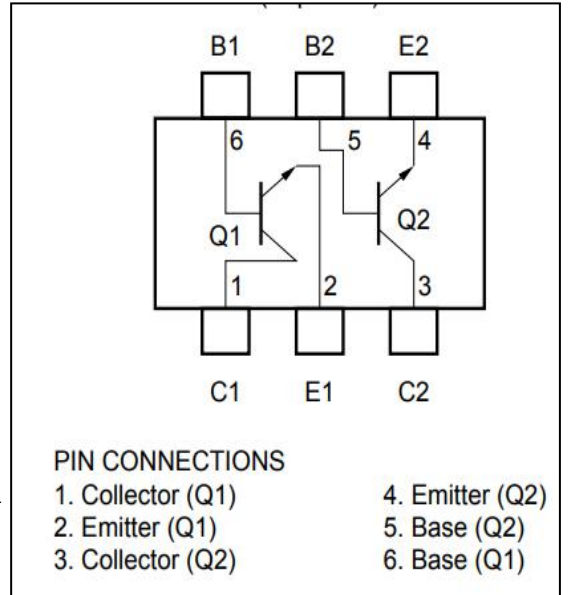 B1 B2 E2
6 5 4
Q1 Q2
1 2 3
C1 E1 C2
PIN CONNECTIONS
1. Collector (Q1) 4. Emitter (Q2)
2. Emitter (Q1) 5. Base (Q2)
3. Collector (Q2) 6. Base (Q1)